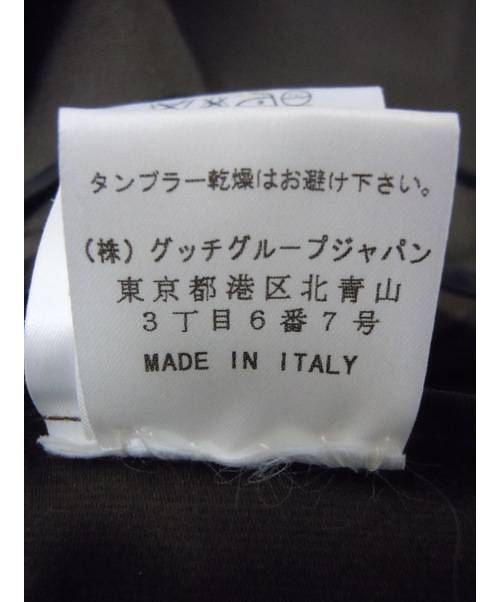 タンブラー乾燥はお避け下さい。
(株)グッチグループジャパン
東京都港区北青山
3丁目6番7号
MADE IN ITALY